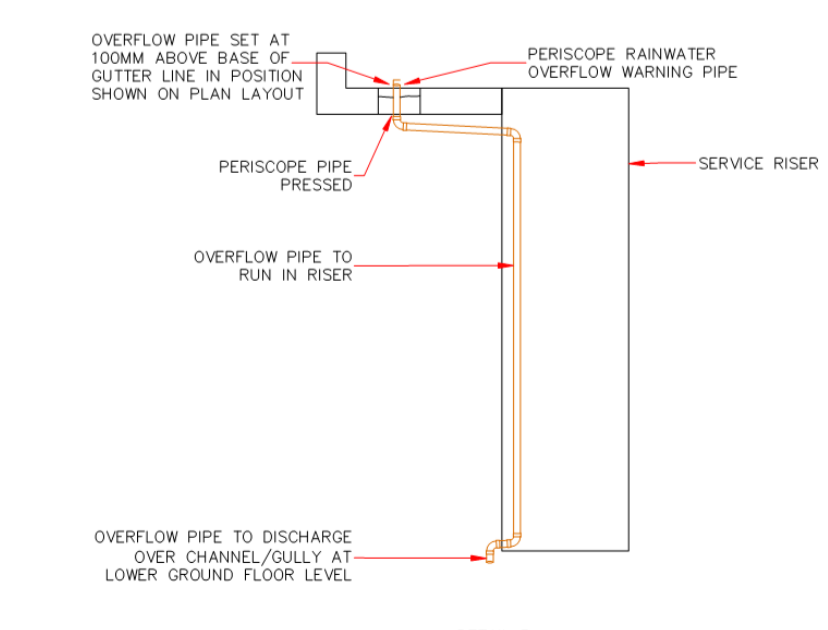 OVERFLOW PIPE SET AT
100MM ABOVE BASE OF
GUTTER LINE IN POSITION
SHOWN ON PLAN LAYOUT
PERISCOPE RAINWATER
OVERFLOW WARNING PIPE
PERISCOPE PIPE
PRESSED
SERVICE RISER
OVERFLOW PIPE TO
RUN IN RISER
OVERFLOW PIPE TO DISCHARGE
OVER CHANNEL/GULLY AT
LOWER GROUND FLOOR LEVEL